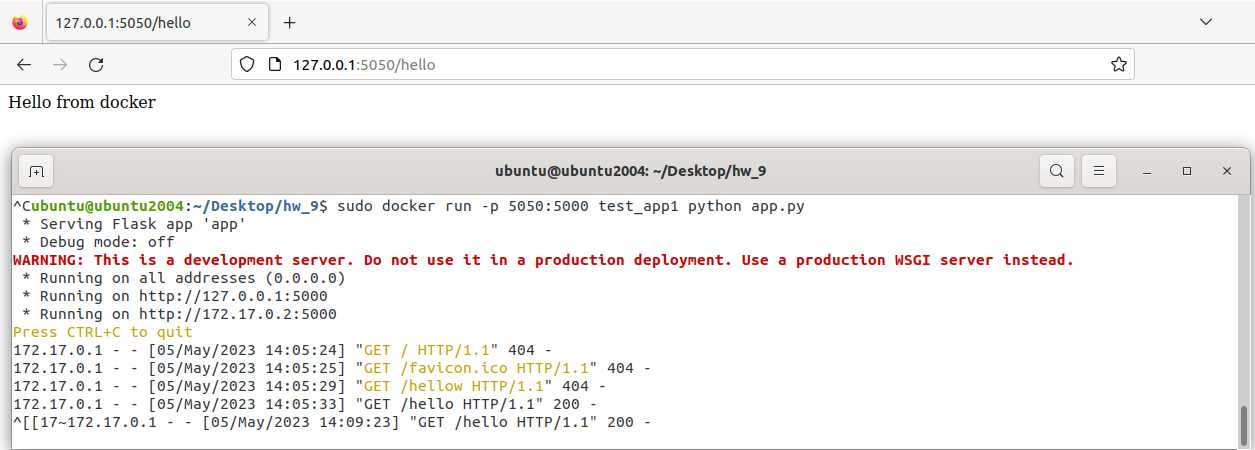 127.0.0.1:5050/hello
127.0.0.1:5050/hello
Hello from docker
ubuntu@ubuntu2004: ~/Desktop/hw_9
^Cubuntu@ubuntu2004:~/Desktop/hw_9$ sudo docker run -p 5050:5000 test_app1 python app.py
 * Serving Flask app 'app'
 * Debug mode: off
WARNING: This is a development server. Do not use it in a production deployment. Use a production WSGI server instead.
 * Running on all addresses (0.0.0.0)
 * Running on http://127.0.0.1:5000
 * Running on http://172.17.0.2:5000
Press CTRL+C to quit
172.17.0.1 - - [05/May/2023 14:05:24] "GET / HTTP/1.1" 404 -
172.17.0.1 - - [05/May/2023 14:05:25] "GET /favicon.ico HTTP/1.1" 404 -
172.17.0.1 - - [05/May/2023 14:05:29] "GET /hellow HTTP/1.1" 404 -
172.17.0.1 - - [05/May/2023 14:05:33] "GET /hello HTTP/1.1" 200 -
^[[17~172.17.0.1 - - [05/May/2023 14:09:23] "GET /hello HTTP/1.1" 200 -